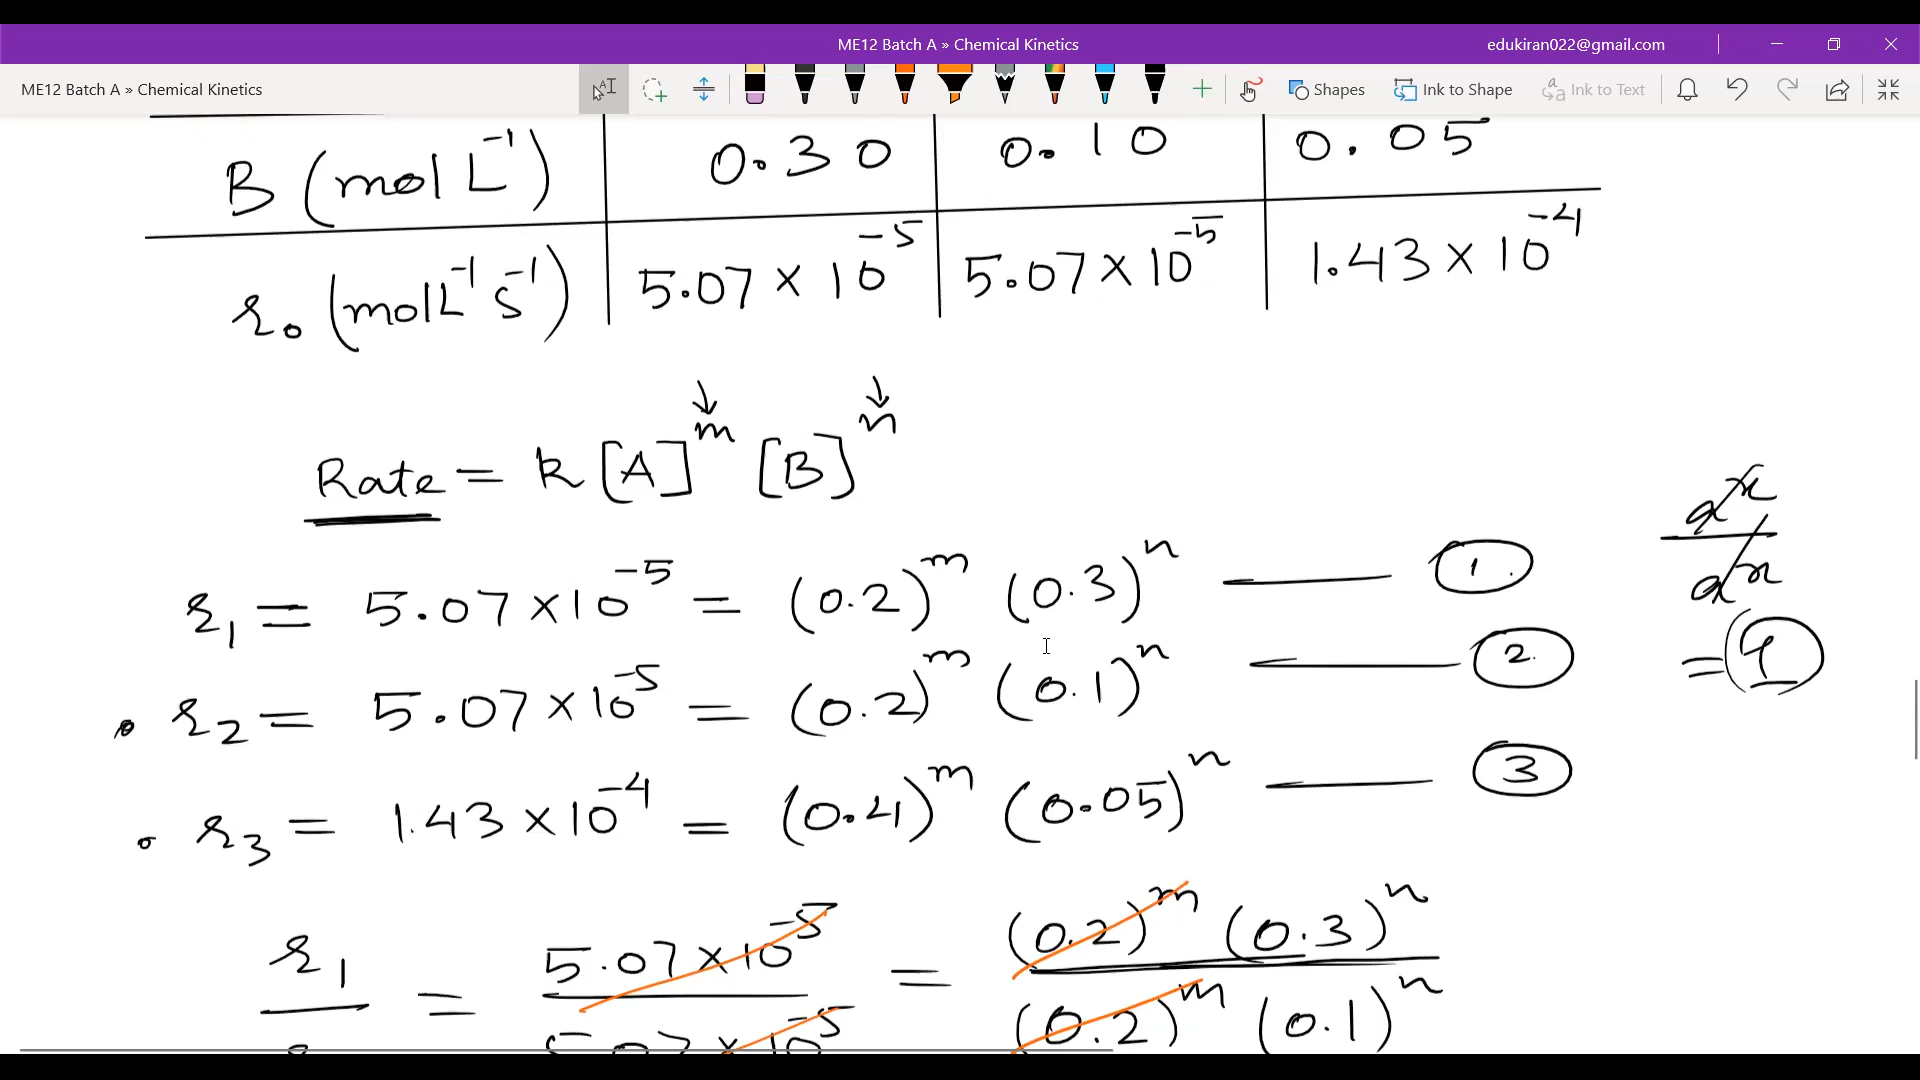 ME12 Batch A » Chemical Kinetics
edukiran022@gmail.com
ME12 Batch A » Chemical Kinetics
Shapes
Ink to Shape
Ink to Text
B (mol L⁻¹) 0.30 0.10 0.05
r₀ (mol L⁻¹ s⁻¹) 5.07 × 10⁻⁵ 5.07 × 10⁻⁵ 1.43 × 10⁻⁴
Rate = k [A]ᵐ [B]ⁿ
r₁ = 5.07 × 10⁻⁵ = (0.2)ᵐ (0.3)ⁿ — 1
r₂ = 5.07 × 10⁻⁵ = (0.2)ᵐ (0.1)ⁿ — 2
r₃ = 1.43 × 10⁻⁴ = (0.4)ᵐ (0.05)ⁿ — 3
r₁ = 5.07 × 10⁻⁵ = (0.2)ᵐ (0.3)ⁿ
5.07 × 10⁻⁵ (0.2)ᵐ (0.1)ⁿ